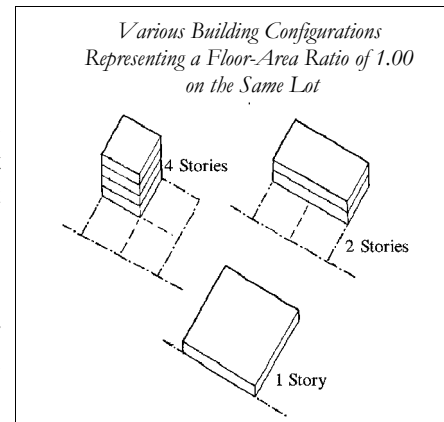 Various Building Configurations
Representing a Floor-Area Ratio of 1.00
on the Same Lot
4 Stories
2 Stories
1 Story